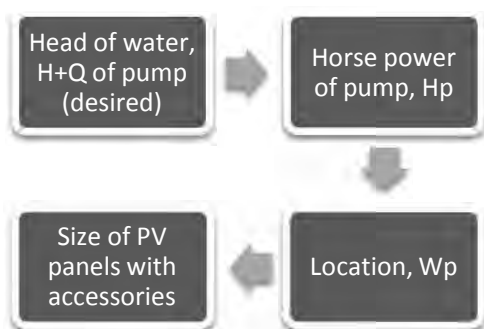 Head of water,
H+Q of pump
(desired)
Horse power
of pump, Hp
Location, Wp
Size of PV
panels with
accessories